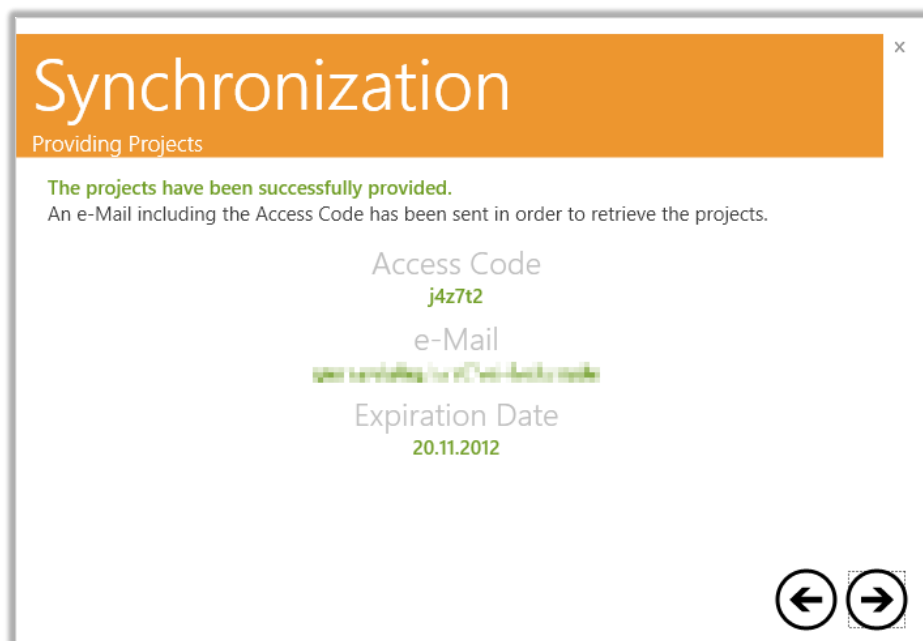 Synchronization
Providing Projects
The projects have been successfully provided.
An e-Mail including the Access Code has been sent in order to retrieve the projects.
Access Code
j4z7t2
e-Mail
Expiration Date
20.11.2012